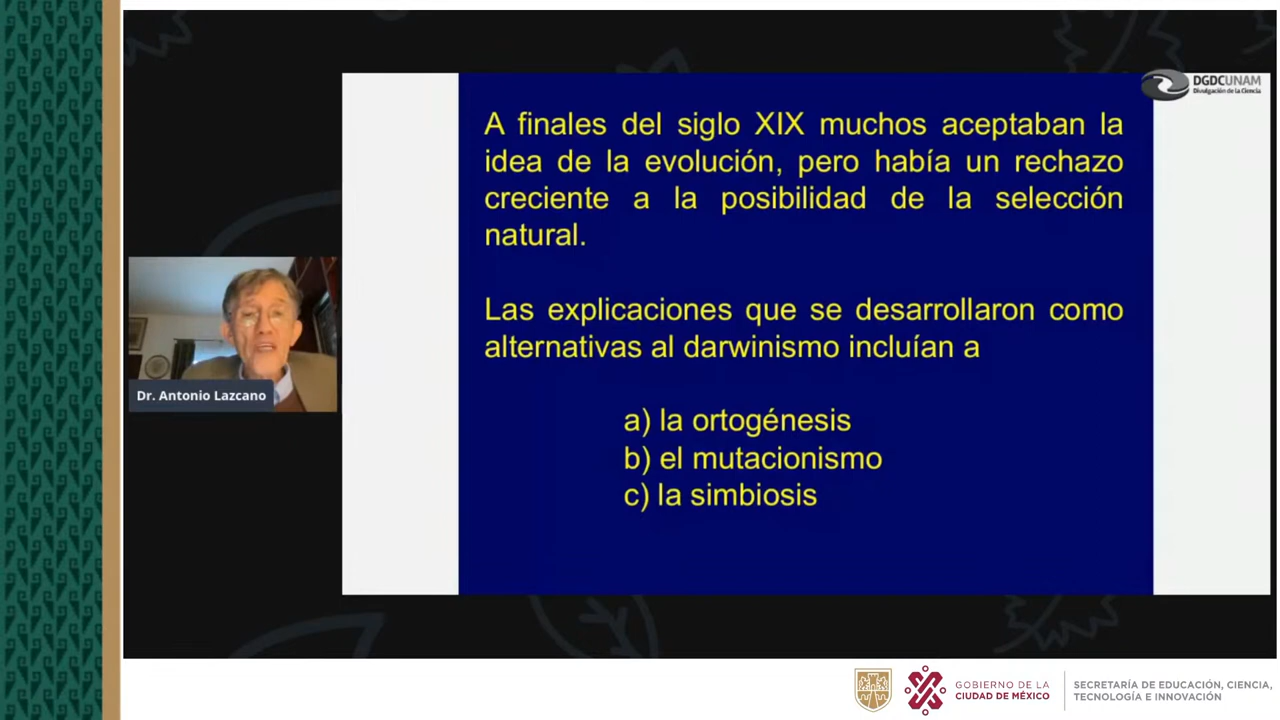 DGDCUNAM
Divulgación de la Ciencia
A finales del siglo XIX muchos aceptaban la
idea de la evolución, pero había un rechazo
creciente a la posibilidad de la selección
natural.
Las explicaciones que se desarrollaron como
alternativas al darwinismo incluían a
a) la ortogénesis
b) el mutacionismo
c) la simbiosis
Dr. Antonio Lazcano
GOBIERNO DE LA
CIUDAD DE MÉXICO
SECRETARÍA DE EDUCACIÓN, CIENCIA,
TECNOLOGÍA E INNOVACIÓN